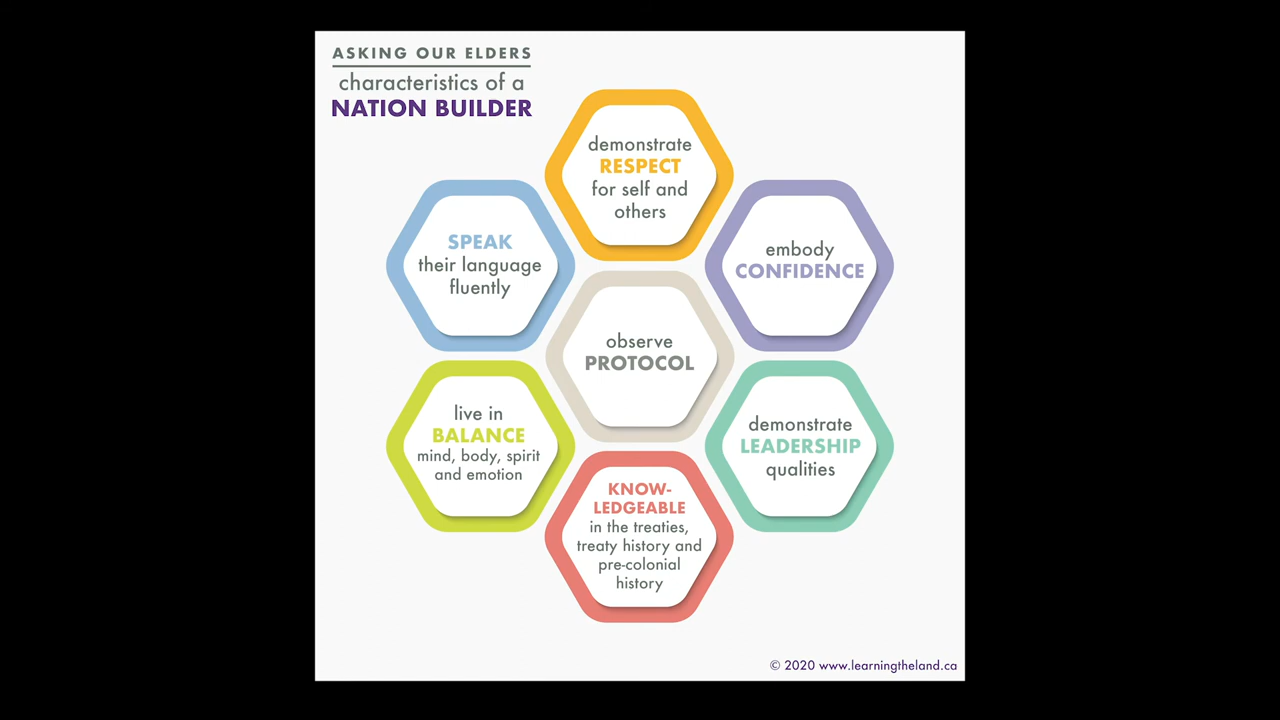 ASKING OUR ELDERS
characteristics of a
NATION BUILDER
demonstrate
RESPECT
for self and
others
SPEAK
their language
fluently
embody
CONFIDENCE
observe
PROTOCOL
live in
BALANCE
mind, body, spirit
and emotion
demonstrate
LEADERSHIP
qualities
KNOW-
LEDGEABLE
in the treaties,
treaty history and
pre-colonial
history
© 2020 www.learningtheland.ca